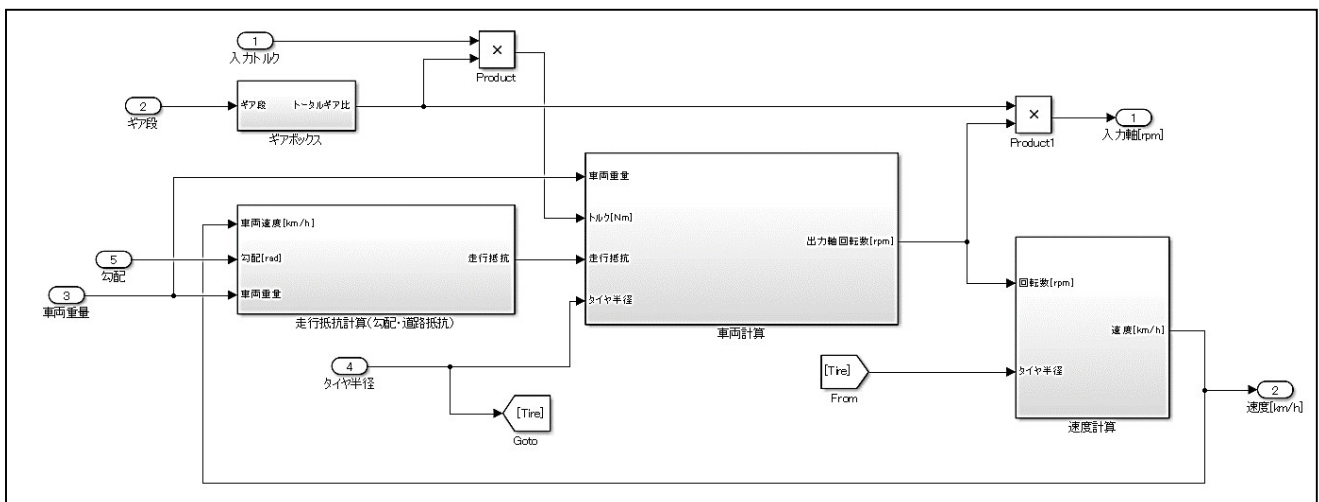 1
入力トルク
×
Product
2
ギア段
ギア段
トータルギア比
ギアボックス
×
Product1
1
入力軸[rpm]
車両重量
トルク[Nm]
走行抵抗
タイヤ半径
出力軸回転数[rpm]
車両計算
車両速度[km/h]
勾配[rad]
車両重量
走行抵抗
走行抵抗計算(勾配・道路抵抗)
5
勾配
3
車両重量
4
タイヤ半径
[Tire]
Goto
[Tire]
From
回転数[rpm]
タイヤ半径
速度[km/h]
速度計算
2
速度[km/h]